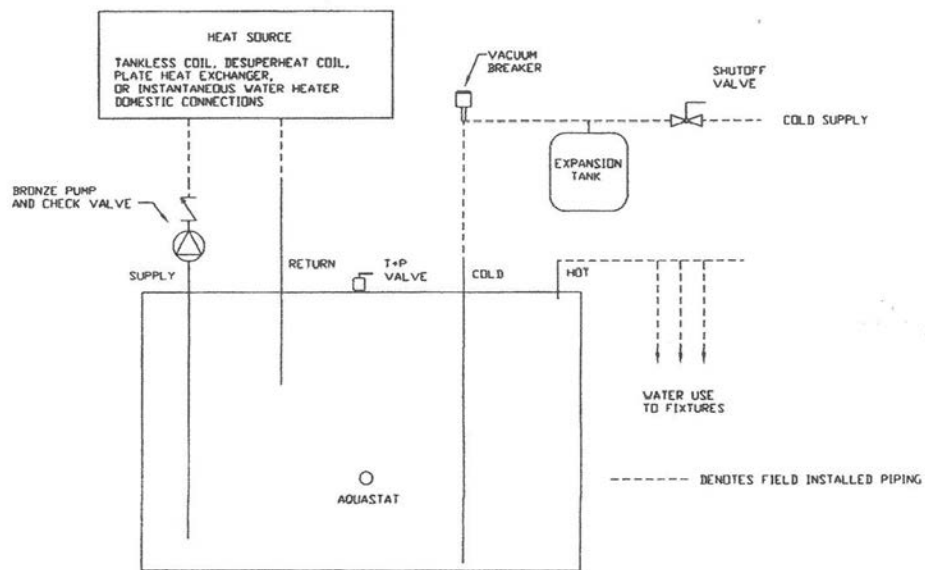 HEAT SOURCE
TANKLESS COIL, DESUPERHEAT COIL,
PLATE HEAT EXCHANGER,
OR INSTANTANEOUS WATER HEATER
DOMESTIC CONNECTIONS
VACUUM
BREAKER
SHUTOFF
VALVE
COLD SUPPLY
EXPANSION
TANK
BRONZE PUMP
AND CHECK VALVE
SUPPLY
RETURN
T+P
VALVE
COLD
HOT
WATER USE
TO FIXTURES
AQUASTAT
DENOTES FIELD INSTALLED PIPING